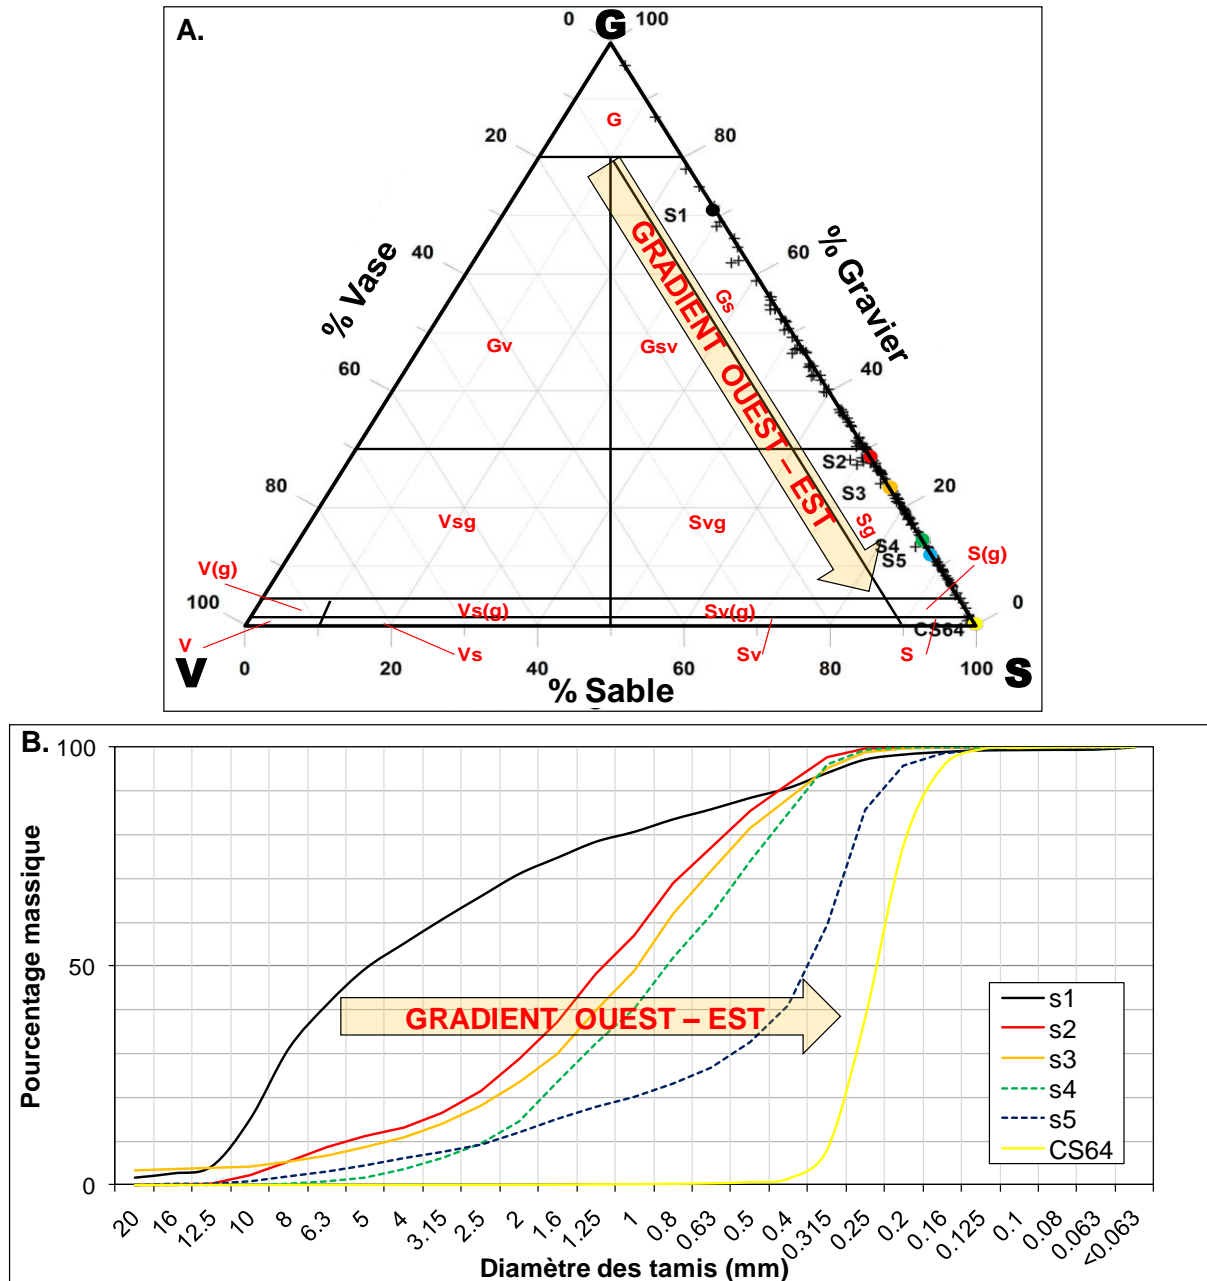 A.
0
G
100
G
20
80
S1
% Vase
% Gravier
40
60
Gs
Gv
Gsv
GRADIENT OUEST – EST
60
40
S2
S3
80
20
Vsg
Svg
Sg
S4
S5
V(g)
S(g)
100
Vs(g)
Sv(g)
0
CS64
V
Vs
Sv
S
V
0
20
40
60
80
100
S
% Sable
B.
100
50
0
Pourcentage massique
GRADIENT OUEST – EST
s1
s2
s3
s4
s5
CS64
20
16
12.5
10
8
6.3
5
4
3.15
2.5
2
1.6
1.25
1
0.8
0.63
0.5
0.4
0.315
0.25
0.2
0.16
0.125
0.1
0.08
0.063
<0.063
Diamètre des tamis (mm)